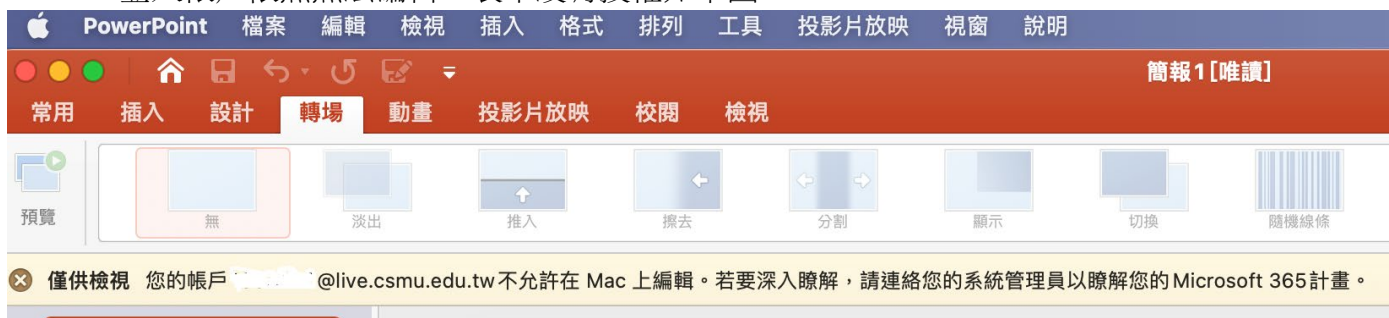 PowerPoint 檔案 編輯 檢視 插入 格式 排列 工具 投影片放映 視窗 說明
簡報1 [唯讀]
常用 插入 設計 轉場 動畫 投影片放映 校閱 檢視
預覽 無 淡出 推入 擦去 分割 顯示 切換 隨機線條
僅供檢視 您的帳戶 @live.csmu.edu.tw不允許在 Mac 上編輯。若要深入瞭解，請連絡您的系統管理員以瞭解您的Microsoft 365計畫。